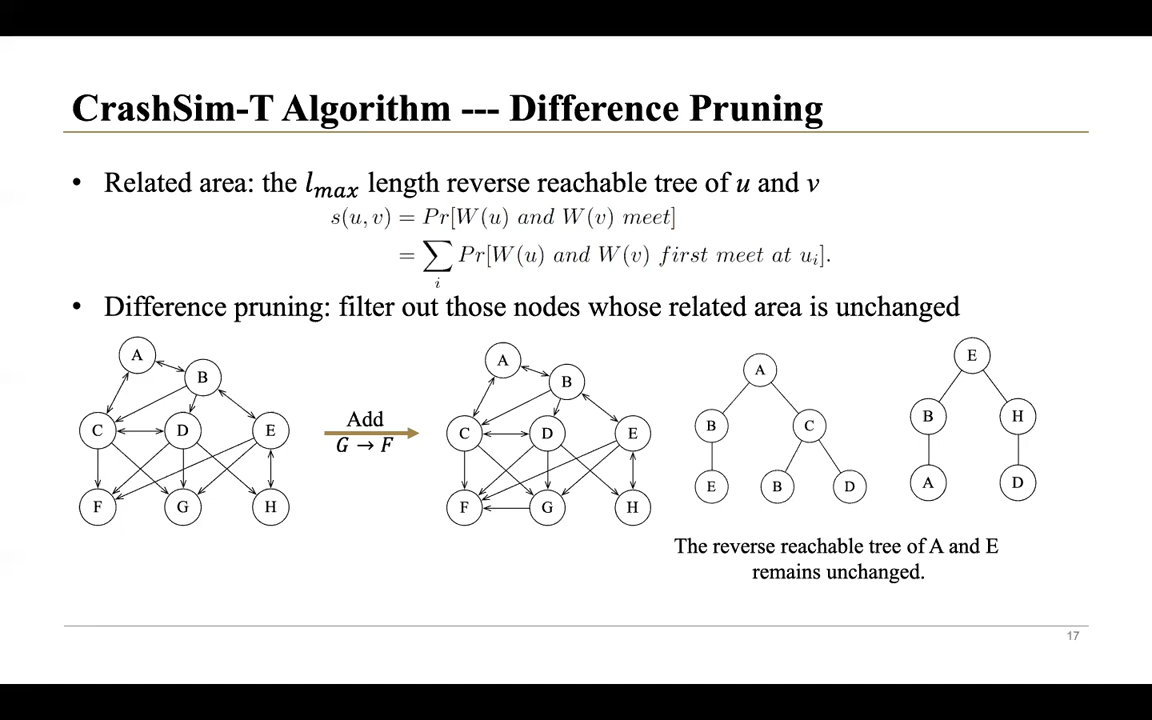 CrashSim-T Algorithm --- Difference Pruning
• Related area: the l_max length reverse reachable tree of u and v
s(u, v) = Pr[W(u) and W(v) meet]
= ∑_i Pr[W(u) and W(v) first meet at u_i].
• Difference pruning: filter out those nodes whose related area is unchanged
A
B
C D E
F G H
Add
G → F
A
B
C D E
F G H
A
B C
E B D
E
B H
A D
The reverse reachable tree of A and E
remains unchanged.
17